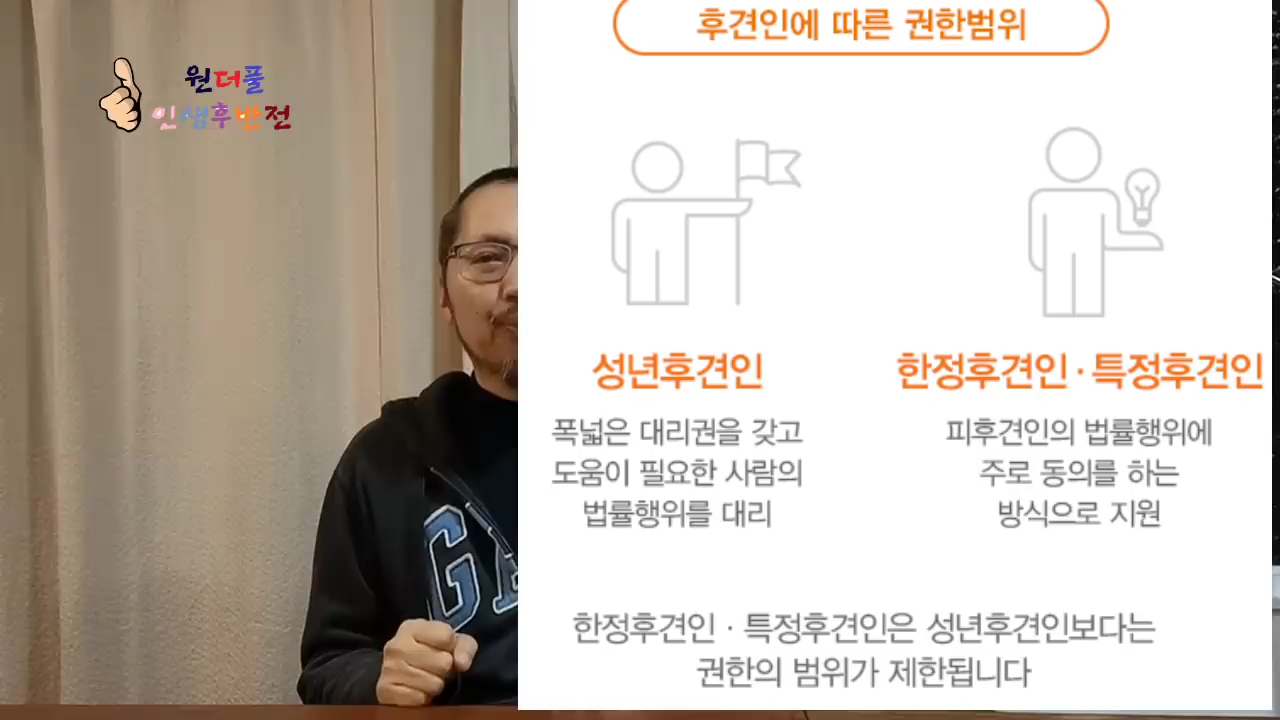 후견인에 따른 권한범위
원더풀
인생후반전
성년후견인
폭넓은 대리권을 갖고
도움이 필요한 사람의
법률행위를 대리
한정후견인·특정후견인
피후견인의 법률행위에
주로 동의를 하는
방식으로 지원
한정후견인 · 특정후견인은 성년후견인보다는
권한의 범위가 제한됩니다
GA